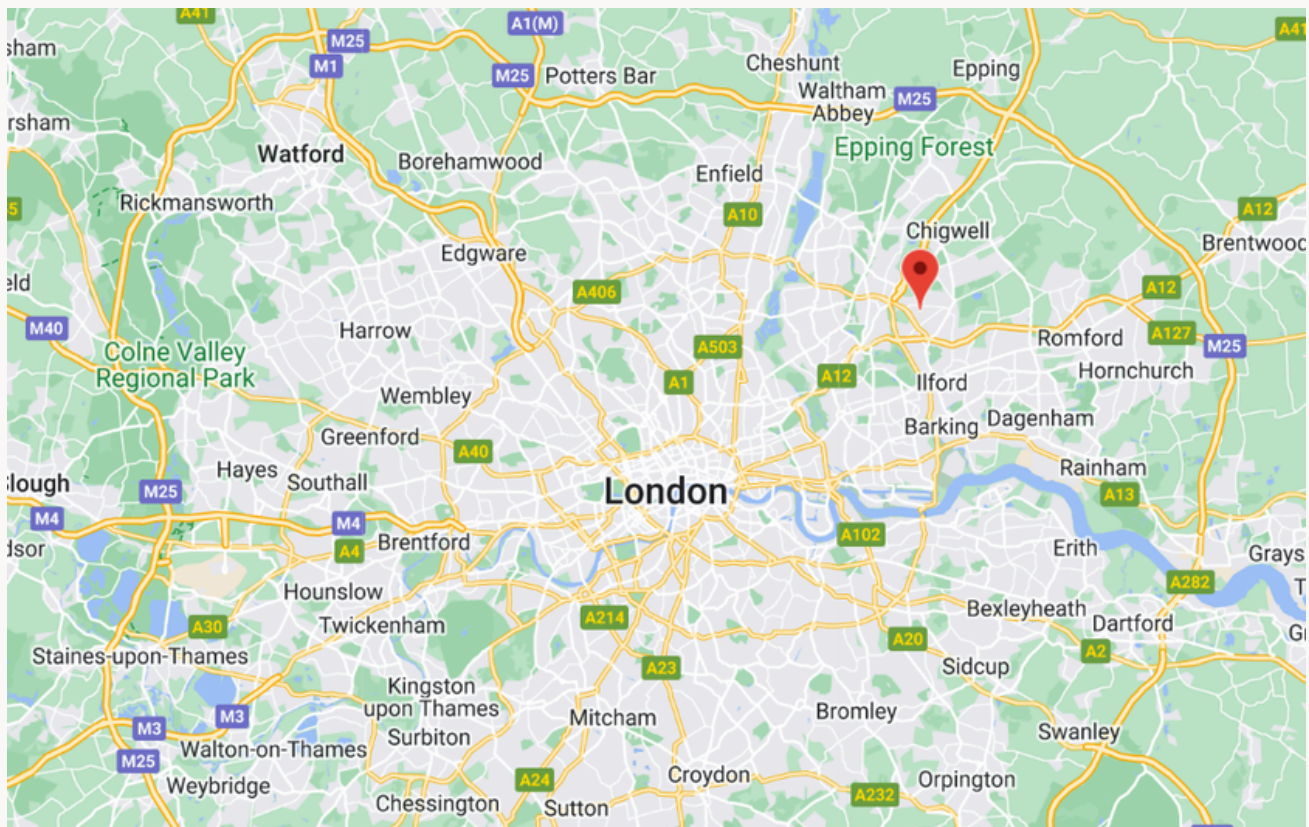 A41
A1(M)
A41
sham
M25
M1
M25
Potters Bar
Cheshunt
Epping
Waltham
Abbey
M25
rsham
Watford
Borehamwood
Epping Forest
Enfield
Rickmansworth
5
A10
A12
Chigwell
Brentwood
Edgware
eld
A406
A12
M40
Harrow
A503
Romford
A127
M25
Colne Valley
Regional Park
Wembley
A1
A12
Ilford
Hornchurch
Greenford
A40
Barking
Dagenham
Hayes
Southall
Slough
M25
London
Rainham
A13
M4
M4
A4
Brentford
A102
dsor
Erith
Grays
A282
Hounslow
A30
Twickenham
A214
Bexleyheath
Dartford
Staines-upon-Thames
A23
A20
A2
Sidcup
Kingston
upon Thames
Mitcham
Bromley
M3
M3
Surbiton
Swanley
M25
Walton-on-Thames
Weybridge
Croydon
Orpington
A24
A232
Chessington
Sutton